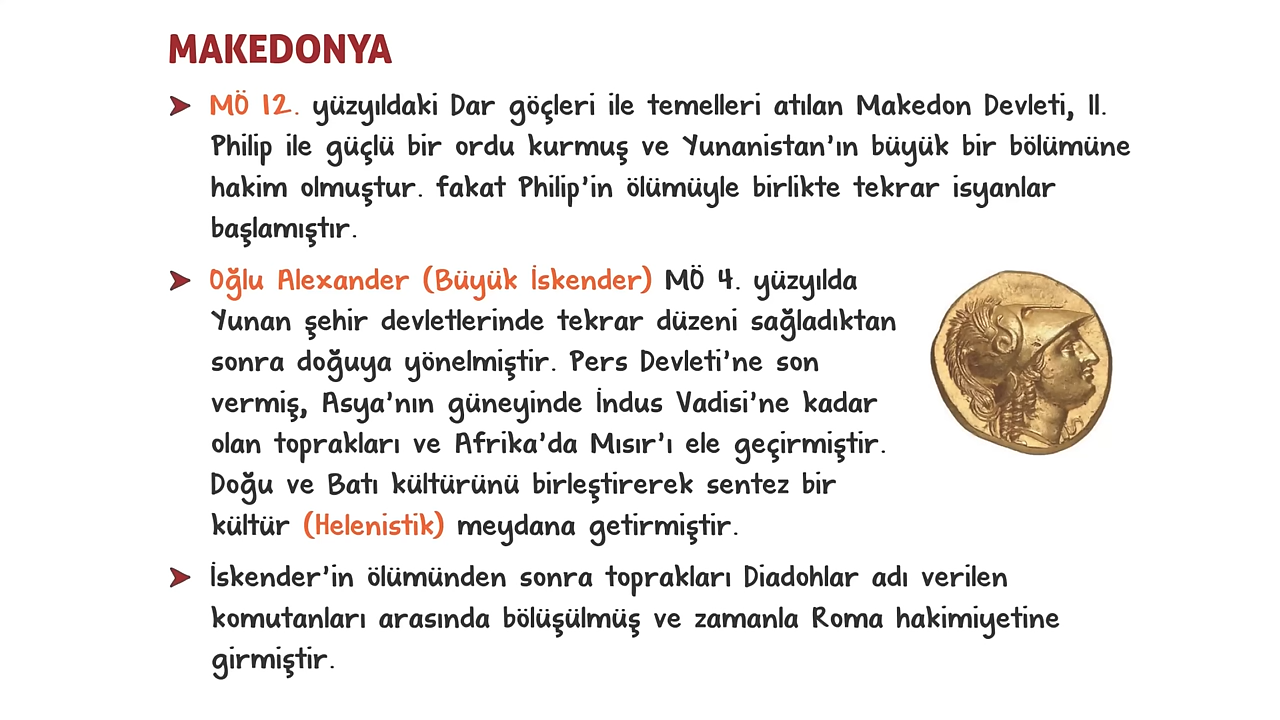 MAKEDONYA
➤ MÖ 12. yüzyıldaki Dar göçleri ile temelleri atılan Makedon Devleti, II.
Philip ile güçlü bir ordu kurmuş ve Yunanistan'ın büyük bir bölümüne
hakim olmuştur. fakat Philip'in ölümüyle birlikte tekrar isyanlar
başlamıştır.
➤ Oğlu Alexander (Büyük İskender) MÖ 4. yüzyılda
Yunan şehir devletlerinde tekrar düzeni sağladıktan
sonra doğuya yönelmiştir. Pers Devleti'ne son
vermiş, Asya'nın güneyinde İndus Vadisi'ne kadar
olan toprakları ve Afrika'da Mısır'ı ele geçirmiştir.
Doğu ve Batı kültürünü birleştirerek sentez bir
kültür (Helenistik) meydana getirmiştir.
➤ İskender'in ölümünden sonra toprakları Diadohlar adı verilen
komutanları arasında bölüşülmüş ve zamanla Roma hakimiyetine
girmiştir.